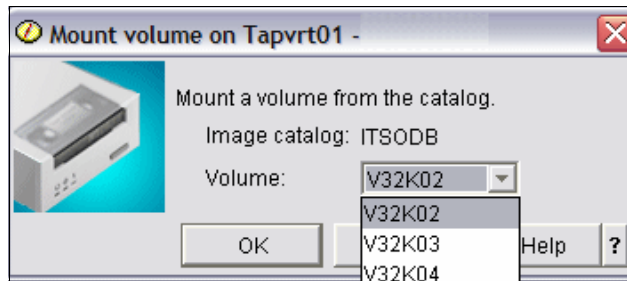 Mount volume on Tapvrt01 -
Mount a volume from the catalog.
Image catalog: ITSODB
Volume: V32K02
V32K02
OK V32K03 Help ?
V32K04